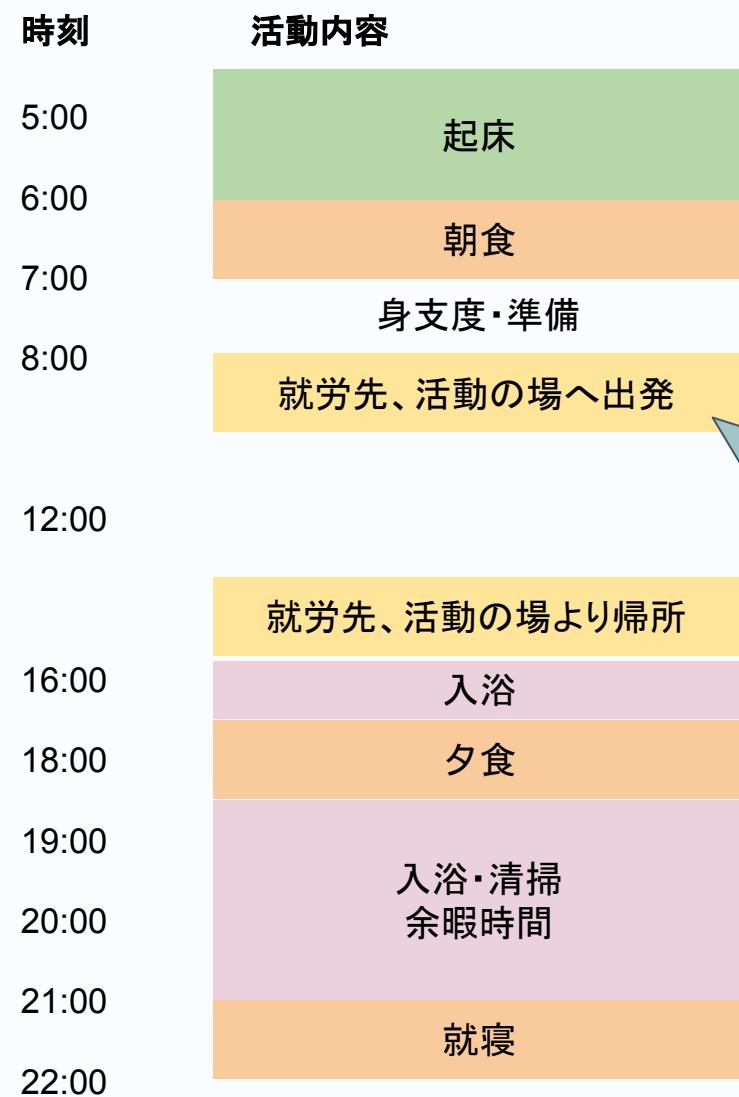 時刻 活動内容
5:00
起床
6:00
朝食
7:00
身支度・準備
8:00
就労先、活動の場へ出発
12:00
就労先、活動の場より帰所
16:00
入浴
18:00
夕食
19:00
入浴・清掃
20:00
余暇時間
21:00
就寝
22:00